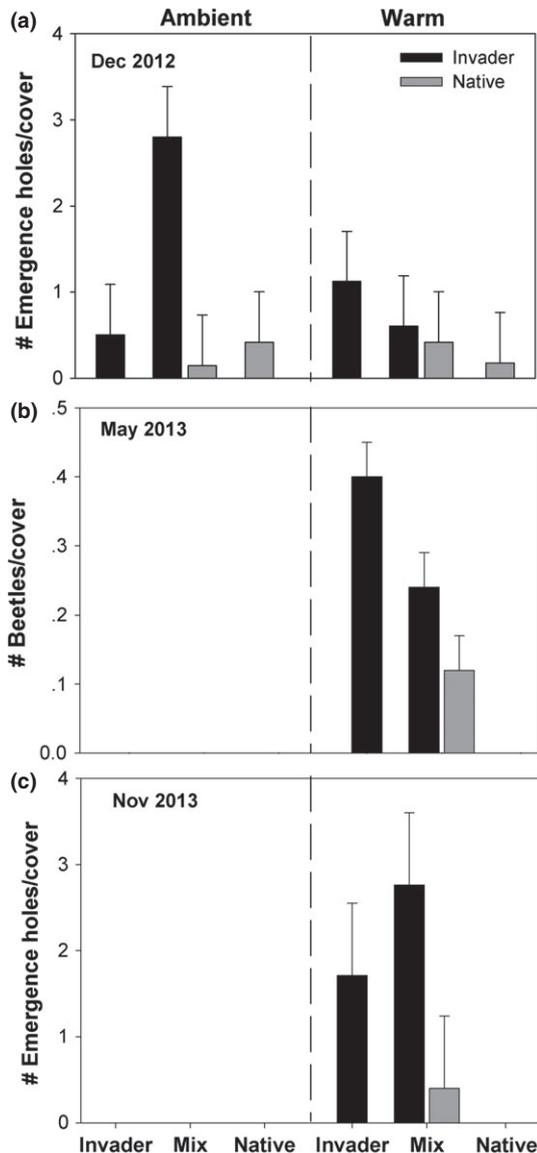 (a) Ambient Warm
Dec 2012
Invader
Native
# Emergence holes/cover
4
3
2
1
0
(b)
May 2013
# Beetles/cover
.5
.4
.3
.2
.1
0.0
(c)
Nov 2013
# Emergence holes/cover
4
3
2
1
0
Invader Mix Native Invader Mix Native